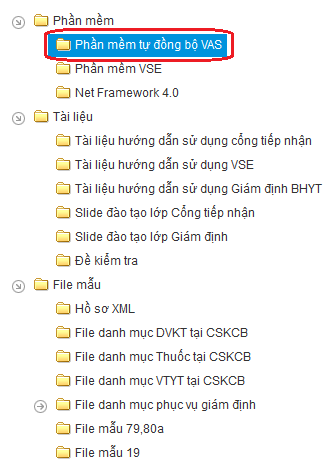 Phần mềm
Phần mềm tự đồng bộ VAS
Phần mềm VSE
Net Framework 4.0
Tài liệu
Tài liệu hướng dẫn sử dụng cổng tiếp nhận
Tài liệu hướng dẫn sử dụng VSE
Tài liệu hướng dẫn sử dụng Giám định BHYT
Slide đào tạo lớp Cổng tiếp nhận
Slide đào tạo lớp Giám định
Đề kiểm tra
File mẫu
Hồ sơ XML
File danh mục DVKT tại CSKCB
File danh mục Thuốc tại CSKCB
File danh mục VTYT tại CSKCB
File danh mục phục vụ giám định
File mẫu 79,80a
File mẫu 19